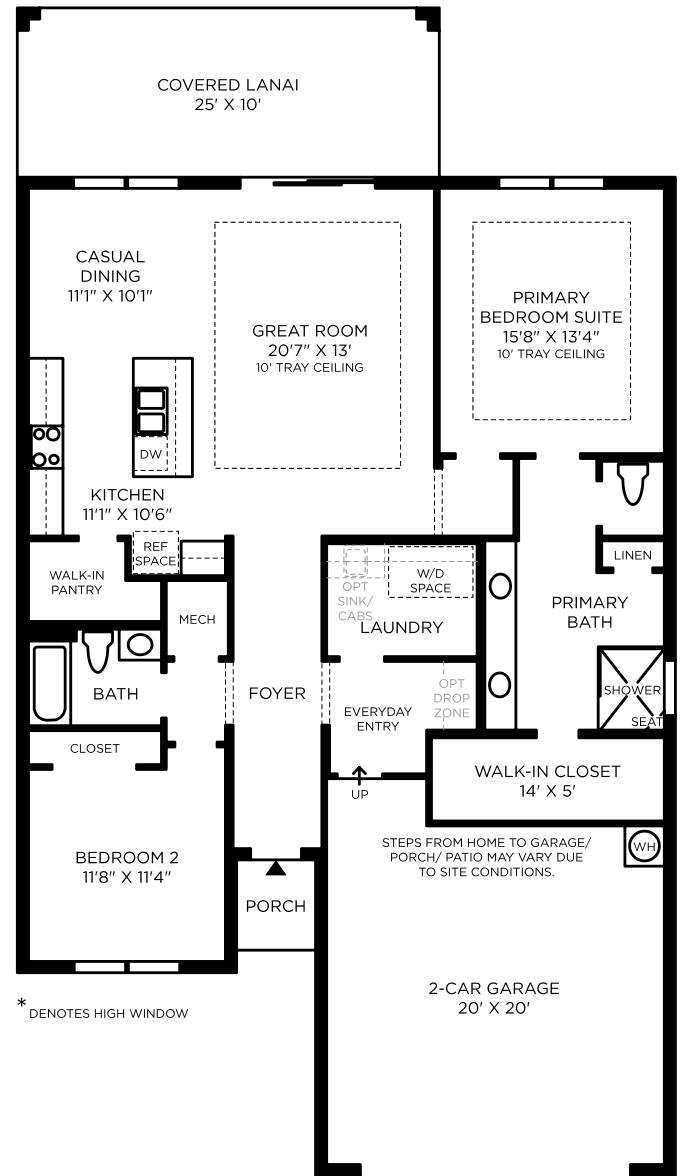 COVERED LANAI
25' X 10'
CASUAL
DINING
11'1" X 10'1"
GREAT ROOM
20'7" X 13'
10' TRAY CEILING
PRIMARY
BEDROOM SUITE
15'8" X 13'4"
10' TRAY CEILING
DW
KITCHEN
11'1" X 10'6"
REF
SPACE
WALK-IN
PANTRY
MECH
OPT
SINK/
CABS
W/D
SPACE
LAUNDRY
LINEN
PRIMARY
BATH
BATH
FOYER
EVERYDAY
ENTRY
OPT
DROP
ZONE
SHOWER
SEAT
CLOSET
UP
WALK-IN CLOSET
14' X 5'
BEDROOM 2
11'8" X 11'4"
STEPS FROM HOME TO GARAGE/
PORCH/ PATIO MAY VARY DUE
TO SITE CONDITIONS.
WH
PORCH
2-CAR GARAGE
20' X 20'
* DENOTES HIGH WINDOW